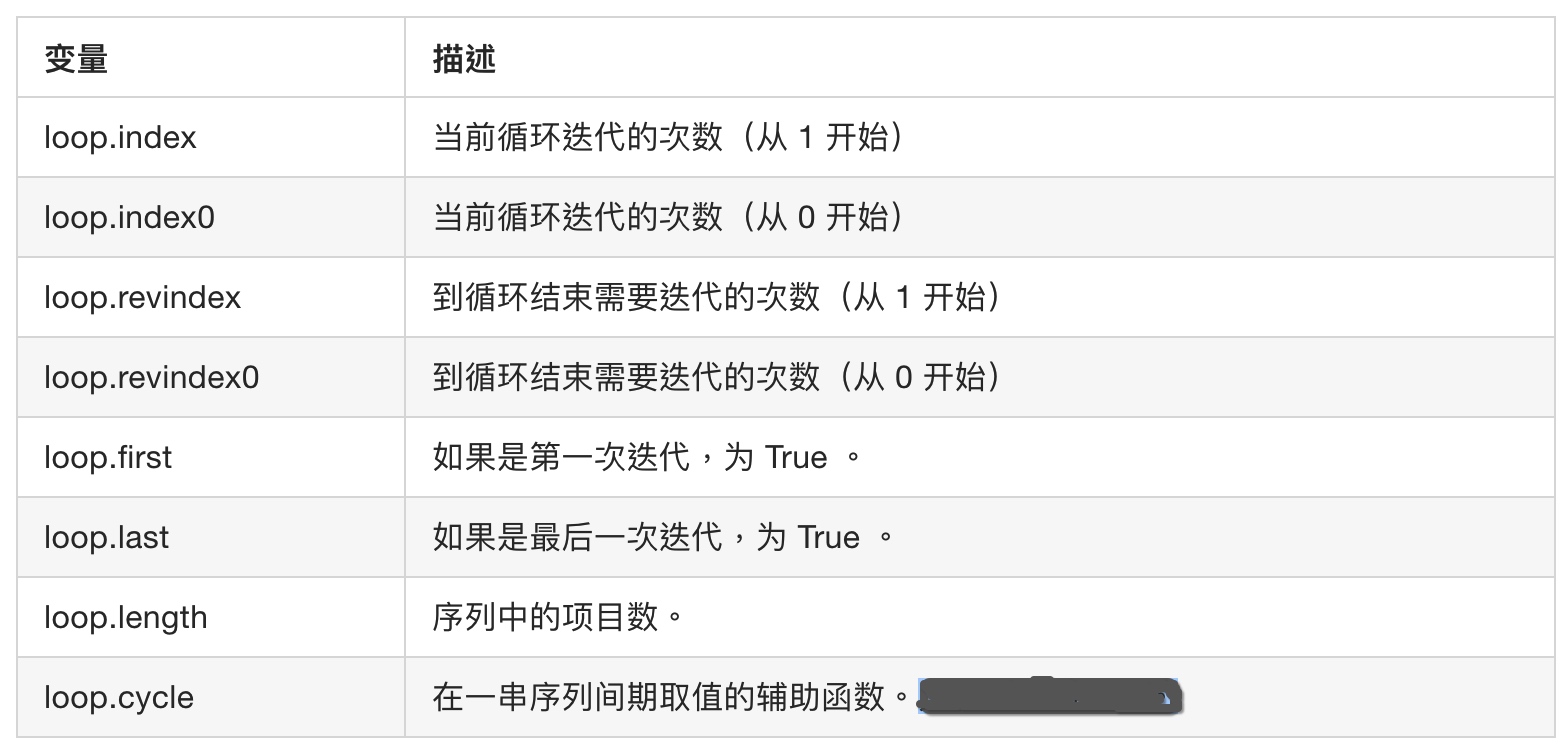 变量 描述
loop.index 当前循环迭代的次数（从 1 开始）
loop.index0 当前循环迭代的次数（从 0 开始）
loop.revindex 到循环结束需要迭代的次数（从 1 开始）
loop.revindex0 到循环结束需要迭代的次数（从 0 开始）
loop.first 如果是第一次迭代，为 True 。
loop.last 如果是最后一次迭代，为 True 。
loop.length 序列中的项目数。
loop.cycle 在一串序列间期取值的辅助函数。